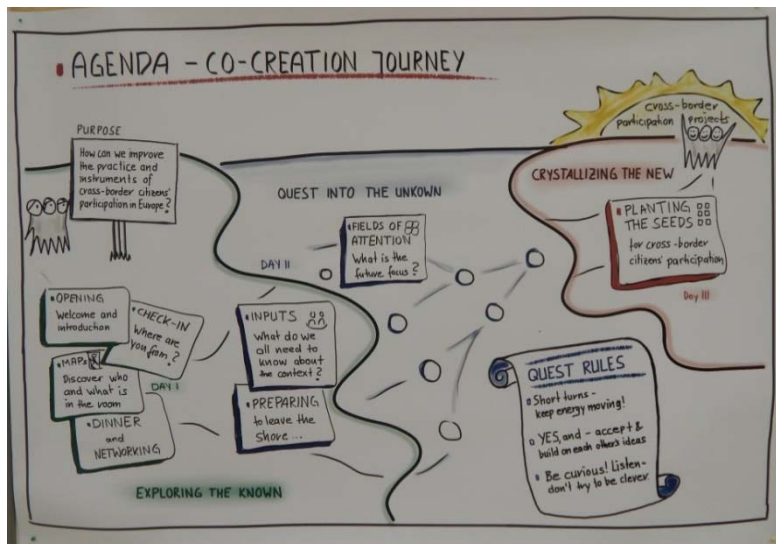 AGENDA – CO-CREATION JOURNEY
PURPOSE
How can we improve
the practice and
instruments of
cross-border citizens'
participation in Europe?
OPENING
Welcome and
introduction
CHECK-IN
Where are
you from?
MAP
Discover who
and what is
in the room
DAY I
DINNER
and
NETWORKING
EXPLORING THE KNOWN
INPUTS
What do we
all need to
know about
the context?
PREPARING
to leave the
shore ...
QUEST INTO THE UNKOWN
DAY II
FIELDS OF
ATTENTION
What is the
future focus?
cross-border
participation projects
CRYSTALLIZING THE NEW
PLANTING
THE SEEDS
for cross-border
citizens' participation
Day III
QUEST RULES
Short turns –
keep energy moving!
YES, and – accept &
build on each other's ideas
Be curious! Listen –
don't try to be clever.